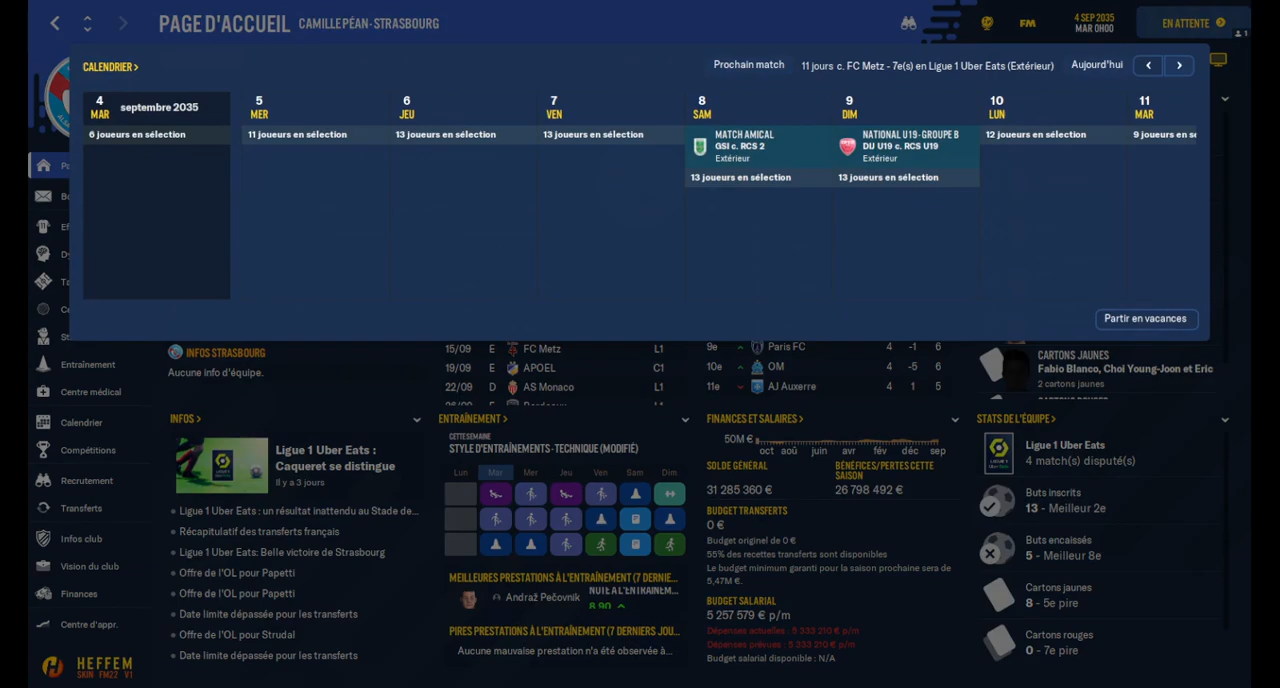 PAGE D'ACCUEIL CAMILLE PÉAN - STRASBOURG
FM
4 SEP 2035
MAR 0H00
EN ATTENTE
1
CALENDRIER >
Prochain match 11 jours c. FC Metz - 7e(s) en Ligue 1 Uber Eats (Extérieur) Aujourd'hui
4 MAR septembre 2035
5 MER
6 JEU
7 VEN
8 SAM
9 DIM
10 LUN
11 MAR
6 joueurs en sélection
11 joueurs en sélection
13 joueurs en sélection
13 joueurs en sélection
MATCH AMICAL
GSI c. RCS 2
Extérieur
13 joueurs en sélection
NATIONAL U19 - GROUPE B
DIJ U19 c. RCS U19
Extérieur
13 joueurs en sélection
12 joueurs en sélection
9 joueurs en sé
Partir en vacances
Entraînement
Centre médical
Calendrier
Compétitions
Recrutement
Transferts
Infos club
Vision du club
Finances
Centre d'appr.
HEFFEM
SKIN FM22 V1
INFOS STRASBOURG
Aucune info d'équipe.
15/09 E FC Metz L1
19/09 E APOEL C1
22/09 D AS Monaco L1
9e Paris FC 4 -1 6
10e OM 4 -5 6
11e AJ Auxerre 4 1 5
CARTONS JAUNES
Fabio Blanco, Choi Young-Joon et Eric
2 cartons jaunes
INFOS >
Ligue 1 Uber Eats :
Caqueret se distingue
Il y a 3 jours
Ligue 1 Uber Eats : un résultat inattendu au Stade de...
Récapitulatif des transferts français
Ligue 1 Uber Eats: Belle victoire de Strasbourg
Offre de l'OL pour Papetti
Offre de l'OL pour Papetti
Date limite dépassée pour les transferts
Offre de l'OL pour Strudal
Date limite dépassée pour les transferts
ENTRAÎNEMENT >
CETTE SEMAINE
STYLE D'ENTRAÎNEMENTS - TECHNIQUE (MODIFIÉ)
Lun Mar Mer Jeu Ven Sam Dim
MEILLEURES PRESTATIONS À L'ENTRAÎNEMENT (7 DERNIE...
Andraž Pečovnik
NOTE À L'ENTRAÎNEM...
8.90
PIRES PRESTATIONS À L'ENTRAÎNEMENT (7 DERNIERS JOU...
Aucune mauvaise prestation n'a été observée à...
FINANCES ET SALAIRES >
50M €
oct aoû juin avr fév déc sep
SOLDE GÉNÉRAL
31 285 360 €
BÉNÉFICES/PERTES CETTE
SAISON
26 798 492 €
BUDGET TRANSFERTS
0 €
Budget originel de 0 €
55% des recettes transferts sont disponibles
Le budget minimum garanti pour la saison prochaine sera de
5,47M €.
BUDGET SALARIAL
5 257 579 € p/m
Dépenses actuelles : 5 333 210 € p/m
Dépenses prévues : 5 333 210 € p/m
Budget salarial disponible : N/A
STATS DE L'ÉQUIPE >
Ligue 1 Uber Eats
4 match(s) disputé(s)
Buts inscrits
13 - Meilleur 2e
Buts encaissés
5 - Meilleur 8e
Cartons jaunes
8 - 5e pire
Cartons rouges
0 - 7e pire